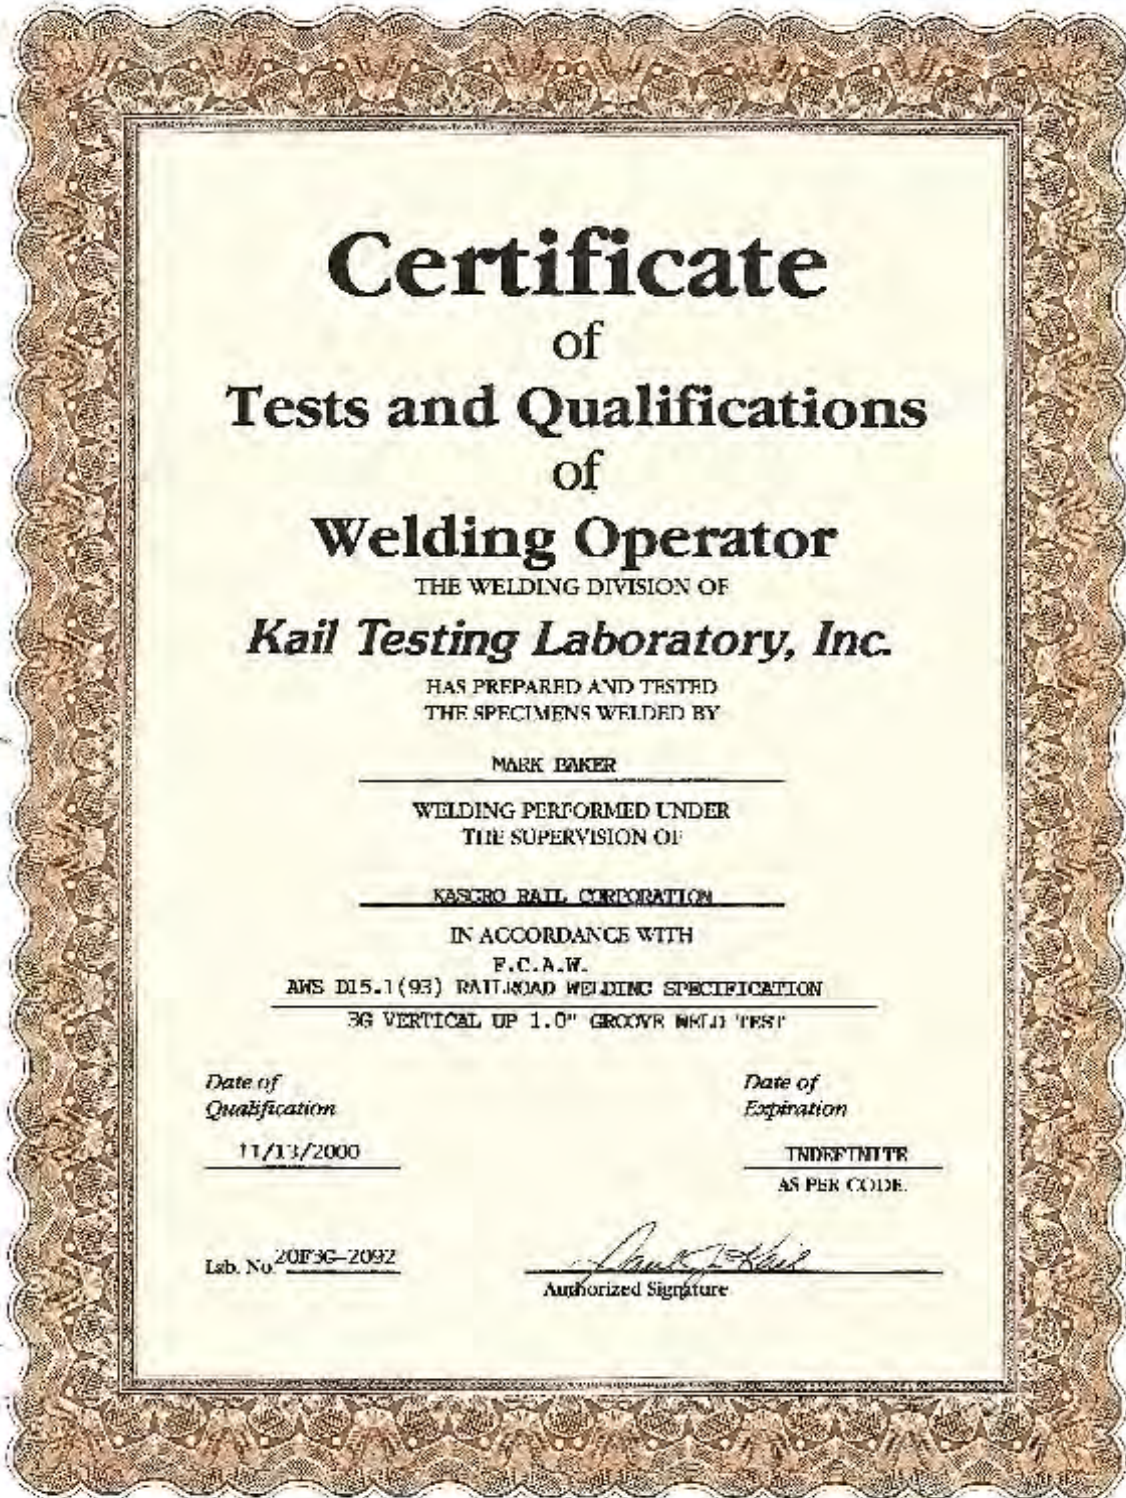 Certificate
of
Tests and Qualifications
of
Welding Operator
THE WELDING DIVISION OF
Kail Testing Laboratory, Inc.
HAS PREPARED AND TESTED
THE SPECIMENS WELDED BY
MARK BAKER
WELDING PERFORMED UNDER
THE SUPERVISION OF
KASGRO RAIL CORPORATION
IN ACCORDANCE WITH
F.C.A.W.
AWS D15.1(93) RAILROAD WELDING SPECIFICATION
3G VERTICAL UP 1.0" GROOVE WELD TEST
Date of
Qualification
11/13/2000
Date of
Expiration
INDEFINITE
AS PER CODE.
Lab. No. 20F3G-2092
Authorized Signature